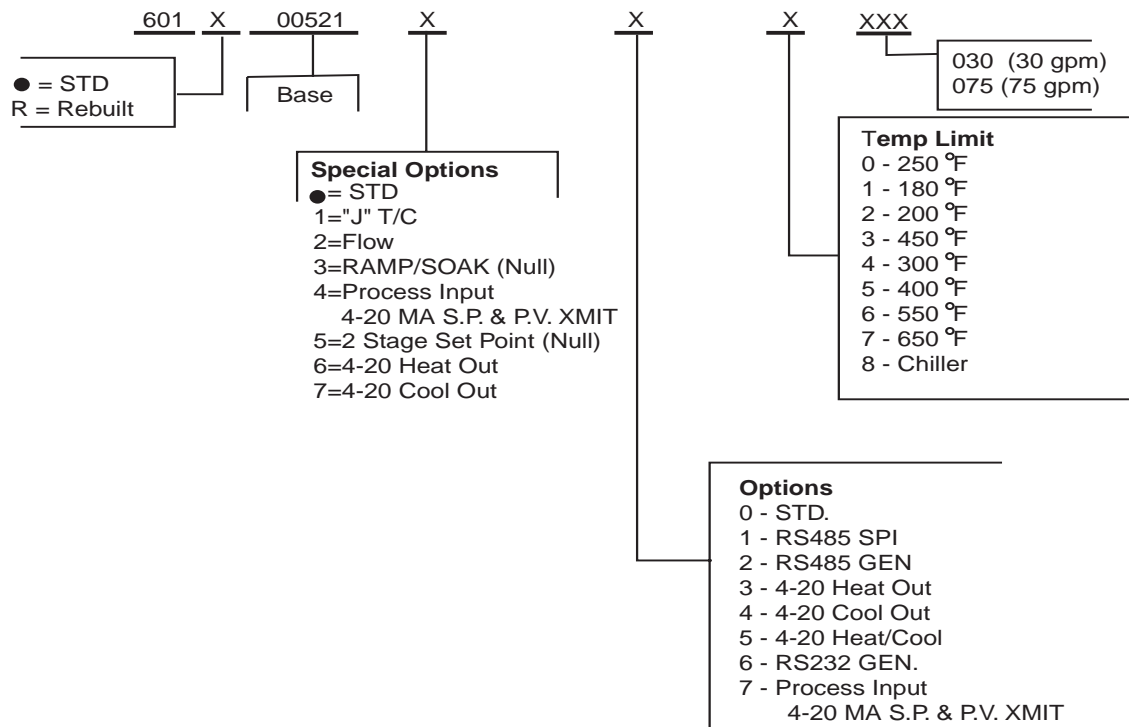 601 X 00521 X X X XXX
● = STD
R = Rebuilt
Base
030 (30 gpm)
075 (75 gpm)
Special Options
●= STD
1="J" T/C
2=Flow
3=RAMP/SOAK (Null)
4=Process Input
4-20 MA S.P. & P.V. XMIT
5=2 Stage Set Point (Null)
6=4-20 Heat Out
7=4-20 Cool Out
Temp Limit
0 - 250 °F
1 - 180 °F
2 - 200 °F
3 - 450 °F
4 - 300 °F
5 - 400 °F
6 - 550 °F
7 - 650 °F
8 - Chiller
Options
0 - STD.
1 - RS485 SPI
2 - RS485 GEN
3 - 4-20 Heat Out
4 - 4-20 Cool Out
5 - 4-20 Heat/Cool
6 - RS232 GEN.
7 - Process Input
4-20 MA S.P. & P.V. XMIT